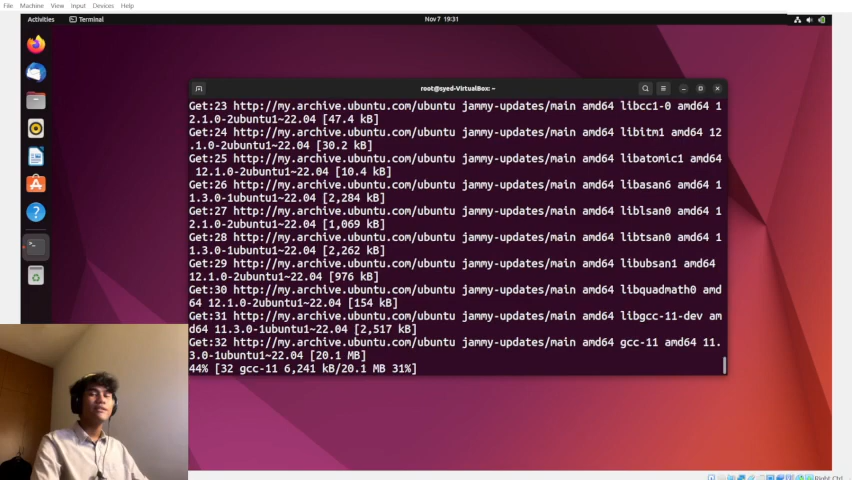 File Machine View Input Devices Help
Activities Terminal Nov 7 19:31
root@syed-VirtualBox: ~
Get:23 http://my.archive.ubuntu.com/ubuntu jammy-updates/main amd64 libcc1-0 amd64 1
2.1.0-2ubuntu1~22.04 [47.4 kB]
Get:24 http://my.archive.ubuntu.com/ubuntu jammy-updates/main amd64 libitm1 amd64 12
.1.0-2ubuntu1~22.04 [30.2 kB]
Get:25 http://my.archive.ubuntu.com/ubuntu jammy-updates/main amd64 libatomic1 amd64
12.1.0-2ubuntu1~22.04 [10.4 kB]
Get:26 http://my.archive.ubuntu.com/ubuntu jammy-updates/main amd64 libasan6 amd64 1
1.3.0-1ubuntu1~22.04 [2,284 kB]
Get:27 http://my.archive.ubuntu.com/ubuntu jammy-updates/main amd64 liblsan0 amd64 1
2.1.0-2ubuntu1~22.04 [1,069 kB]
Get:28 http://my.archive.ubuntu.com/ubuntu jammy-updates/main amd64 libtsan0 amd64 1
1.3.0-1ubuntu1~22.04 [2,262 kB]
Get:29 http://my.archive.ubuntu.com/ubuntu jammy-updates/main amd64 libubsan1 amd64
12.1.0-2ubuntu1~22.04 [976 kB]
Get:30 http://my.archive.ubuntu.com/ubuntu jammy-updates/main amd64 libquadmath0 amd
64 12.1.0-2ubuntu1~22.04 [154 kB]
Get:31 http://my.archive.ubuntu.com/ubuntu jammy-updates/main amd64 libgcc-11-dev am
d64 11.3.0-1ubuntu1~22.04 [2,517 kB]
Get:32 http://my.archive.ubuntu.com/ubuntu jammy-updates/main amd64 gcc-11 amd64 11.
3.0-1ubuntu1~22.04 [20.1 MB]
44% [32 gcc-11 6,241 kB/20.1 MB 31%]
Right Ctrl